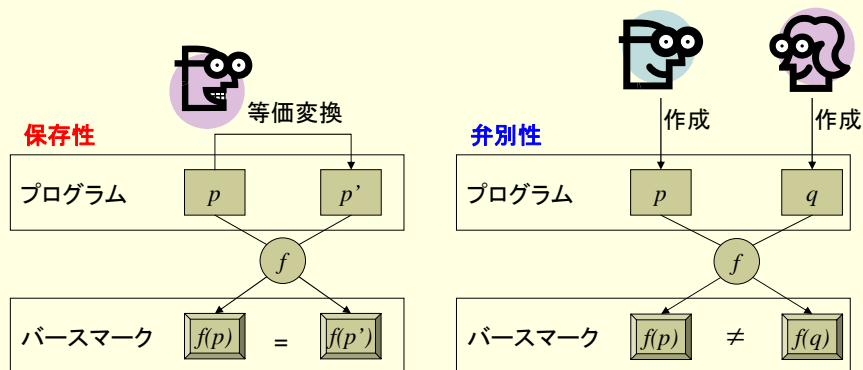 等価変換
保存性
プログラム
p
p’
f
バースマーク
f(p)
=
f(p’)
作成
作成
弁別性
プログラム
p
q
f
バースマーク
f(p)
≠
f(q)